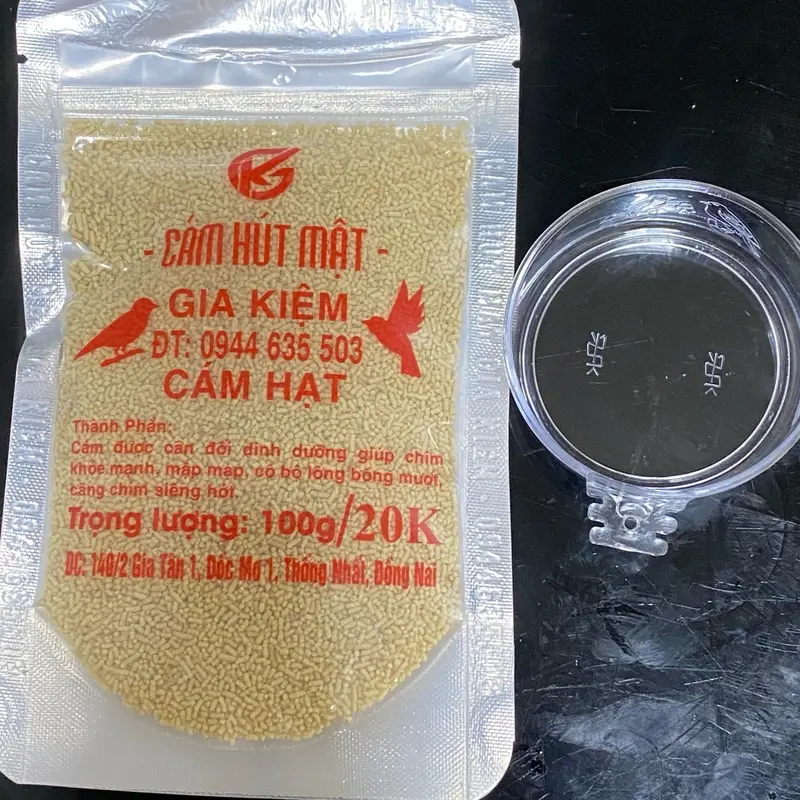 - CÁM HÚT MẬT -
GIA KIỆM
ĐT: 0944 635 503
CÁM HẠT
Thành Phần:
Cám được cân đối dinh dưỡng giúp chim
khỏe mạnh, mập mạp, có bộ lông bóng mượt,
căng chim siêng hót.
Trọng lượng: 100g/20K
ĐC: 140/2 Gia Tân 1, Dốc Mơ 1, Thống Nhất, Đồng Nai